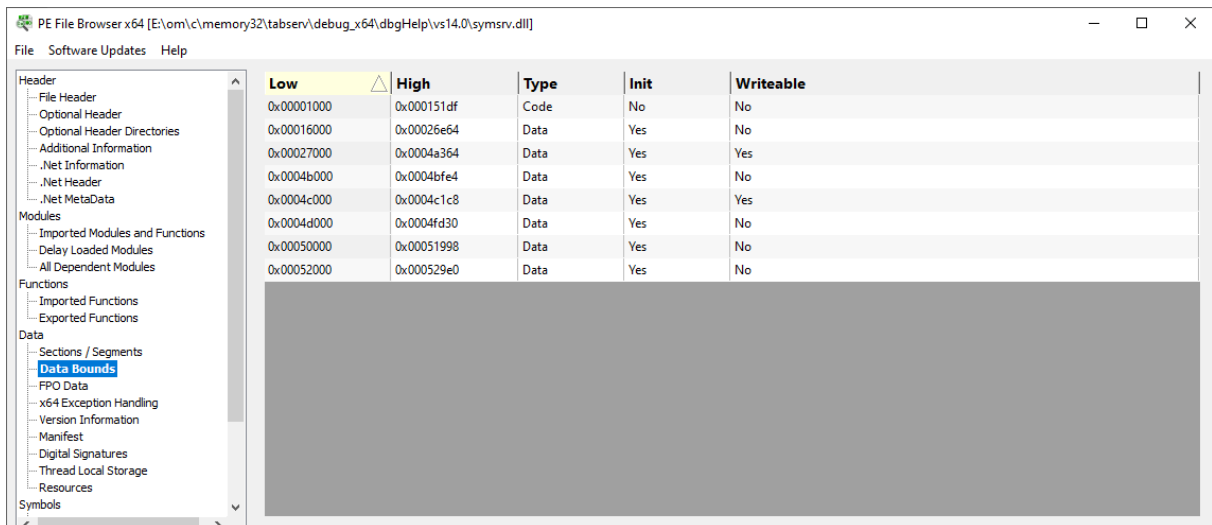 PE File Browser x64 [E:\om\c\memory32\tabserv\debug_x64\dbgHelp\vs14.0\symsrv.dll]
File Software Updates Help
Header
File Header
Optional Header
Optional Header Directories
Additional Information
.Net Information
.Net Header
.Net MetaData
Modules
Imported Modules and Functions
Delay Loaded Modules
All Dependent Modules
Functions
Imported Functions
Exported Functions
Data
Sections / Segments
Data Bounds
FPO Data
x64 Exception Handling
Version Information
Manifest
Digital Signatures
Thread Local Storage
Resources
Symbols
Low High Type Init Writeable
0x00001000 0x000151df Code No No
0x00016000 0x00026e64 Data Yes No
0x00027000 0x0004a364 Data Yes Yes
0x0004b000 0x0004bfe4 Data Yes No
0x0004c000 0x0004c1c8 Data Yes Yes
0x0004d000 0x0004fd30 Data Yes No
0x00050000 0x00051998 Data Yes No
0x00052000 0x000529e0 Data Yes No